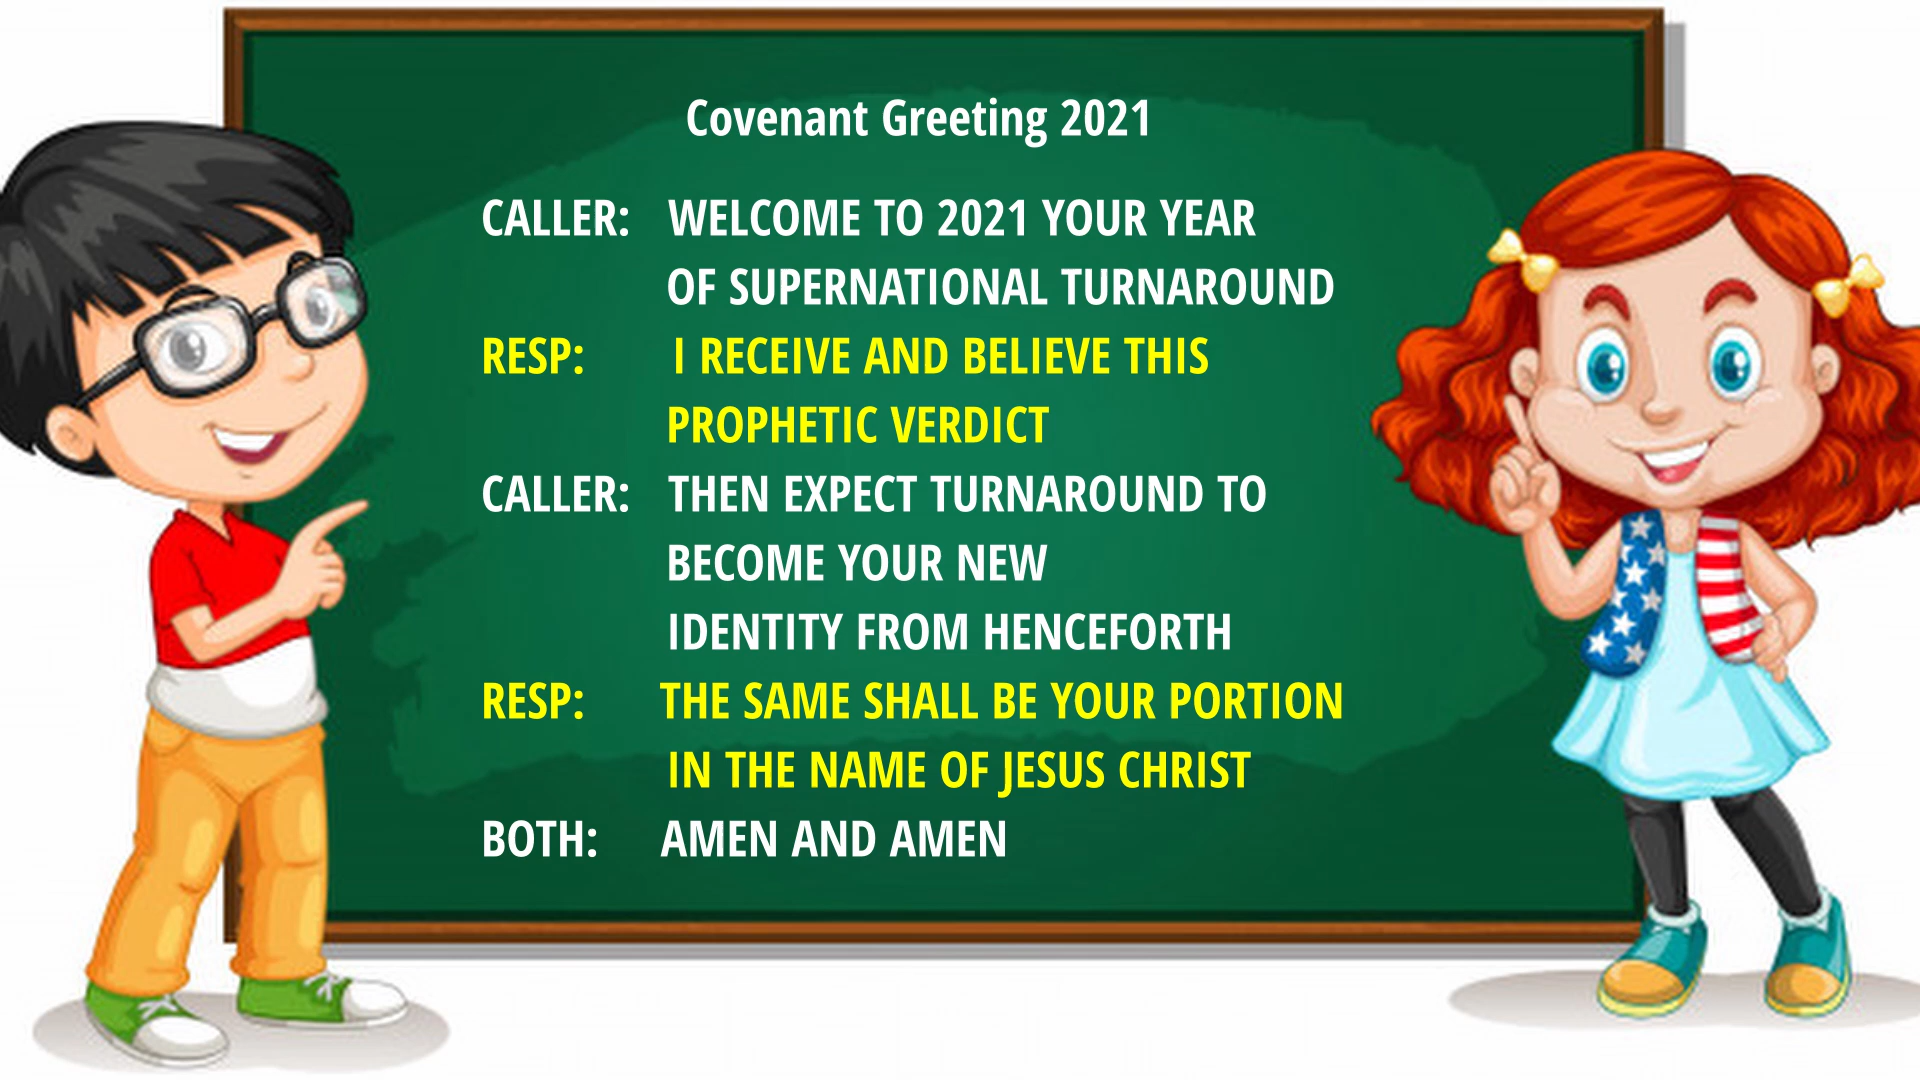 Covenant Greeting 2021
CALLER: WELCOME TO 2021 YOUR YEAR
OF SUPERNATIONAL TURNAROUND
RESP: I RECEIVE AND BELIEVE THIS
PROPHETIC VERDICT
CALLER: THEN EXPECT TURNAROUND TO
BECOME YOUR NEW
IDENTITY FROM HENCEFORTH
RESP: THE SAME SHALL BE YOUR PORTION
IN THE NAME OF JESUS CHRIST
BOTH: AMEN AND AMEN